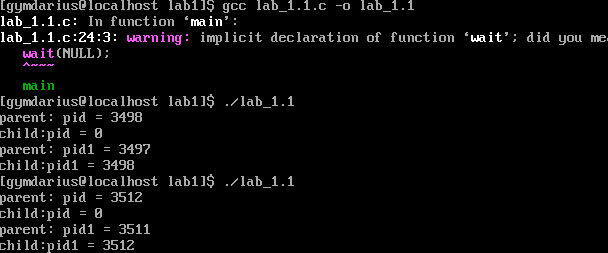 [gymdarius@localhost lab1]$ gcc lab_1.1.c -o lab_1.1
lab_1.1.c: In function ‘main’:
lab_1.1.c:24:3: warning: implicit declaration of function ‘wait’; did you mea
wait(NULL);
^~~~
main
[gymdarius@localhost lab1]$ ./lab_1.1
parent: pid = 3498
child:pid = 0
parent: pid1 = 3497
child:pid1 = 3498
[gymdarius@localhost lab1]$ ./lab_1.1
parent: pid = 3512
child:pid = 0
parent: pid1 = 3511
child:pid1 = 3512